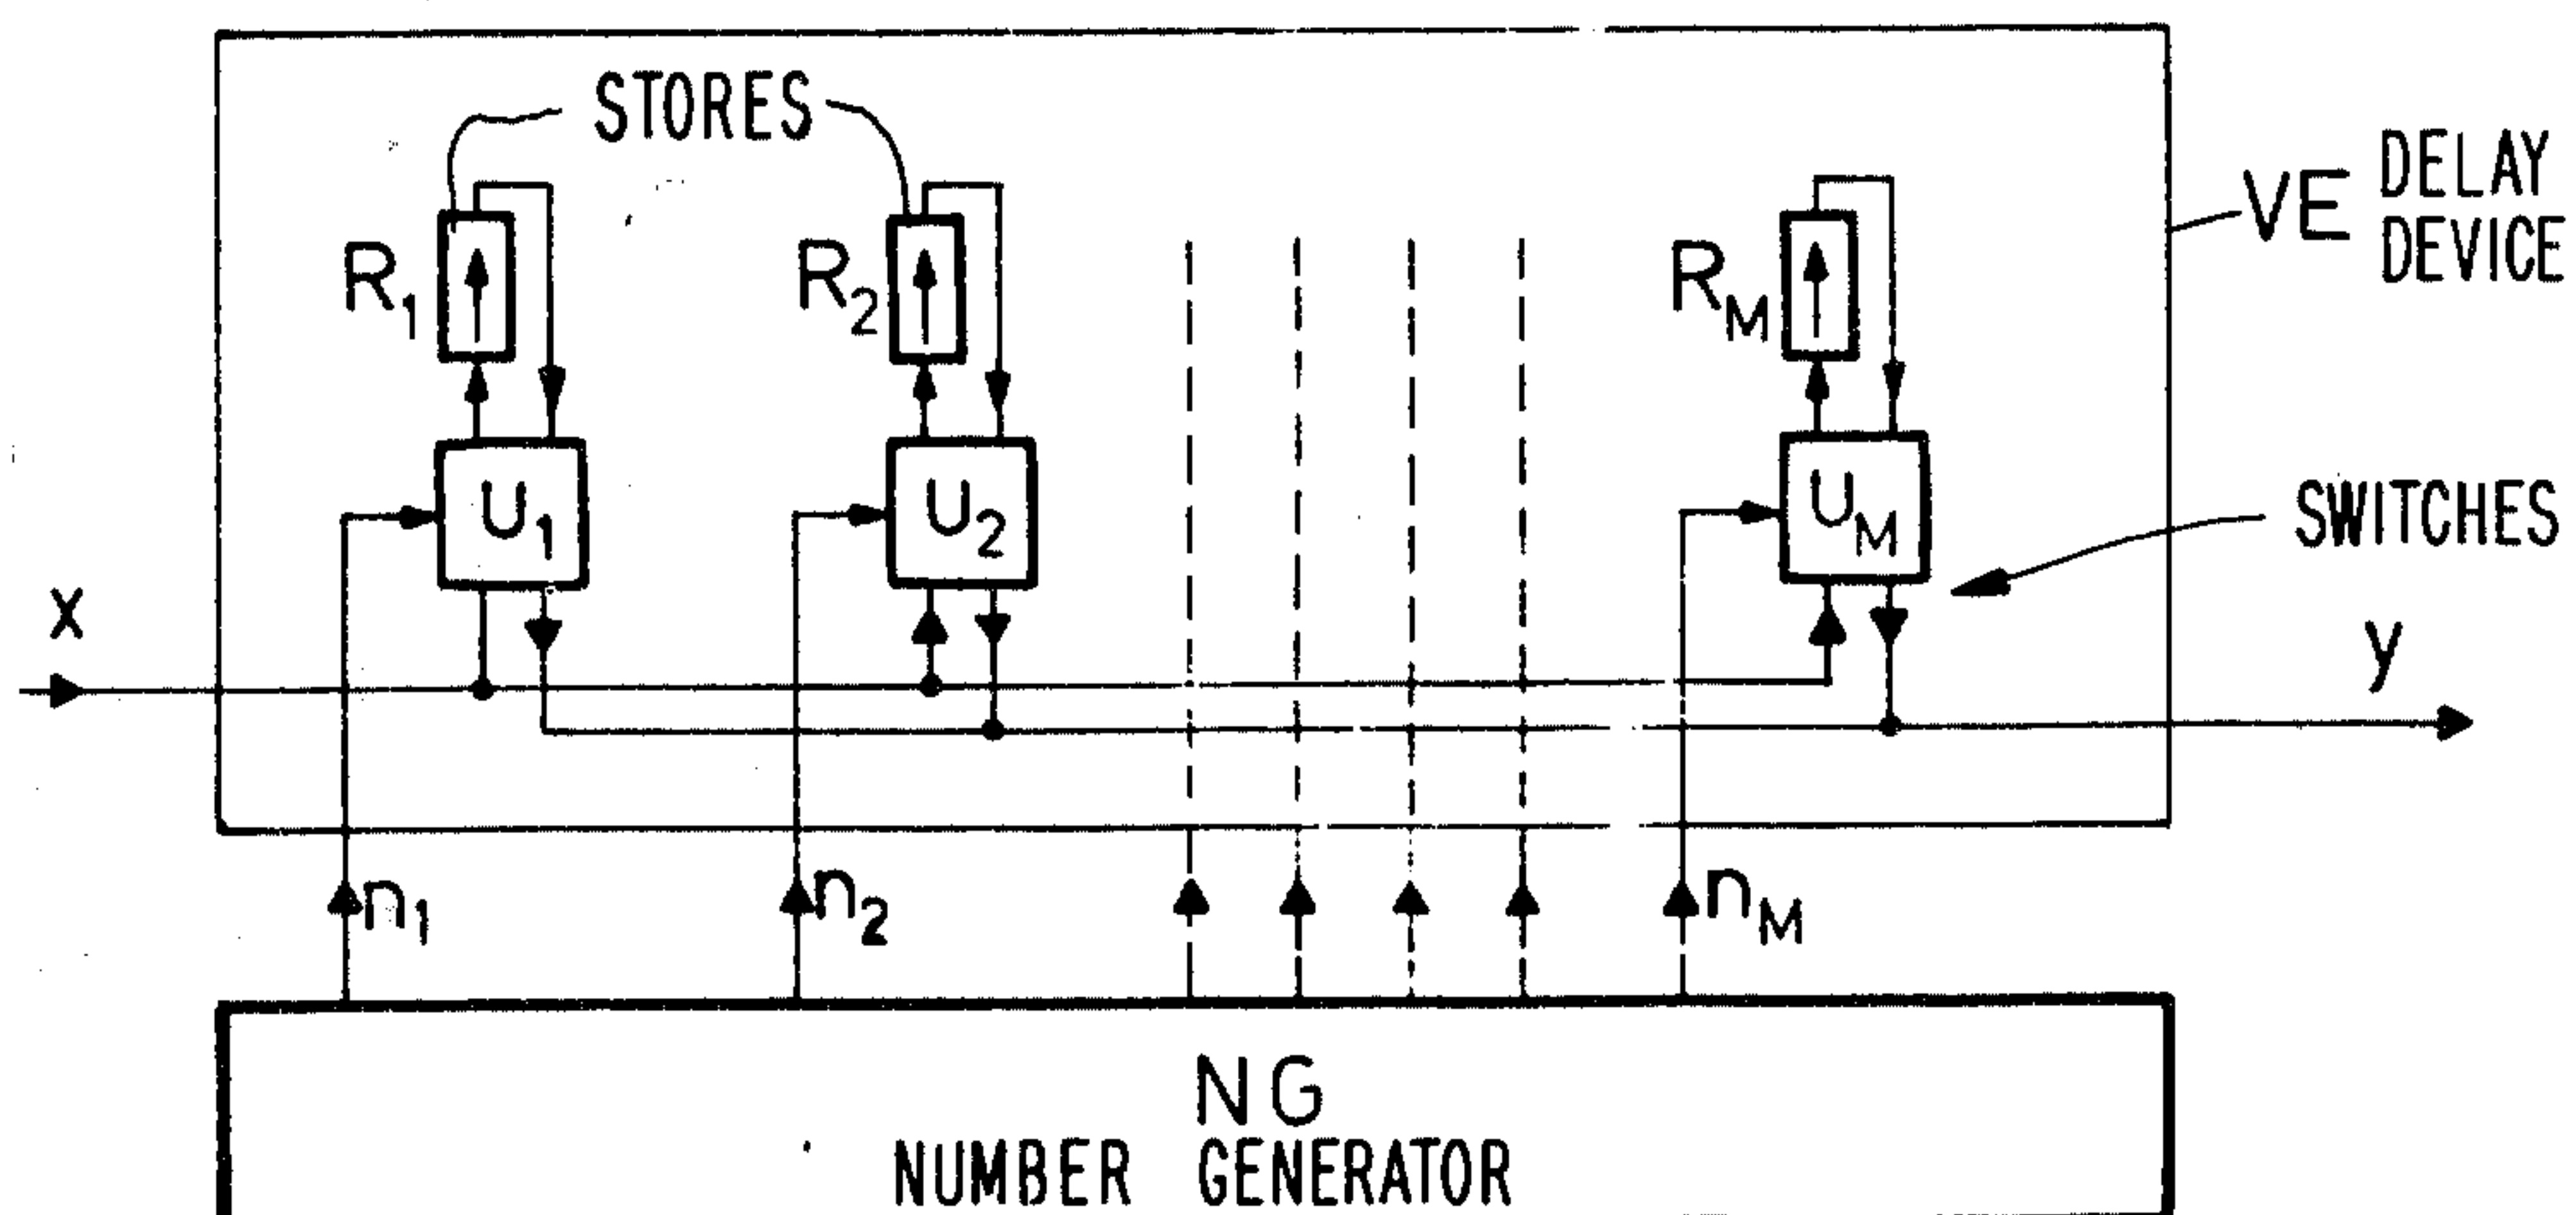 STORES
DELAY
VE DEVICE
R1
R2
RM
U1
U2
UM
SWITCHES
x
y
n1
n2
nM
NG
NUMBER GENERATOR